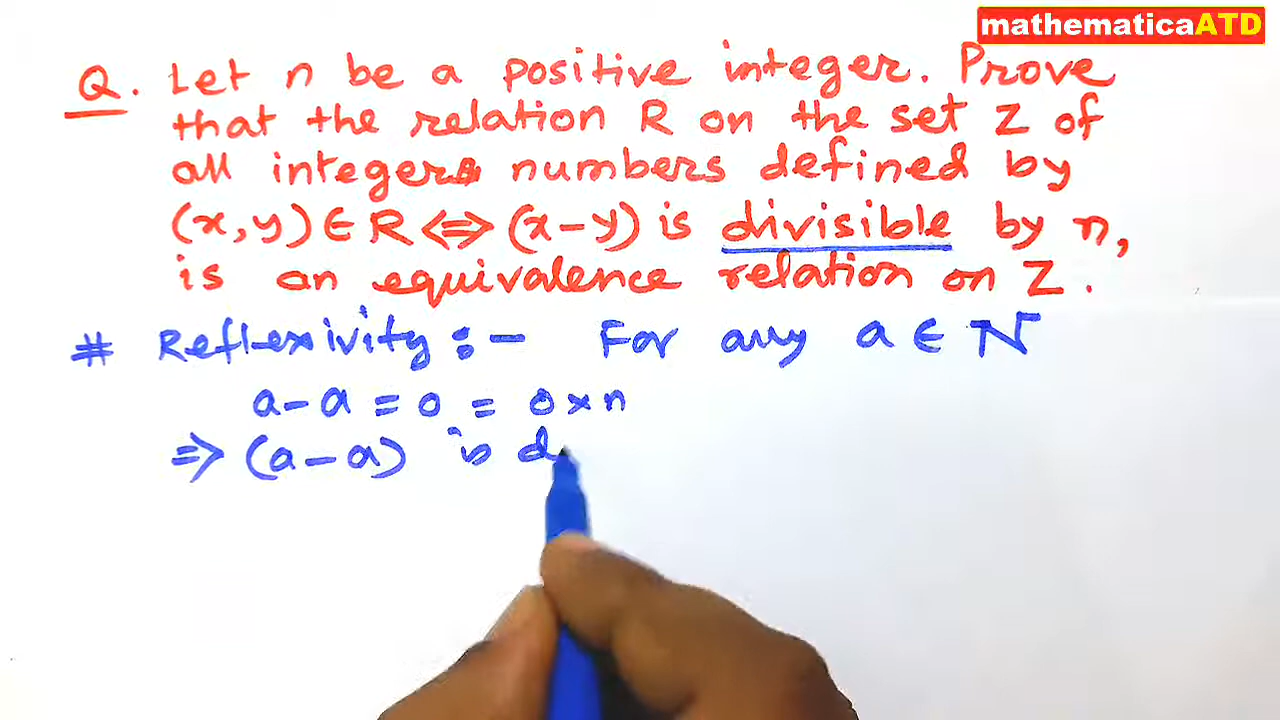 mathematicaATD
Q. Let n be a positive integer. Prove
that the relation R on the set Z of
all integers numbers defined by
(x,y)∈R⟺(x-y) is divisible by n,
is an equivalence relation on Z.
# Reflexivity :- For any a ∈ N
a-a = 0 = 0×n
⇒ (a-a) is d